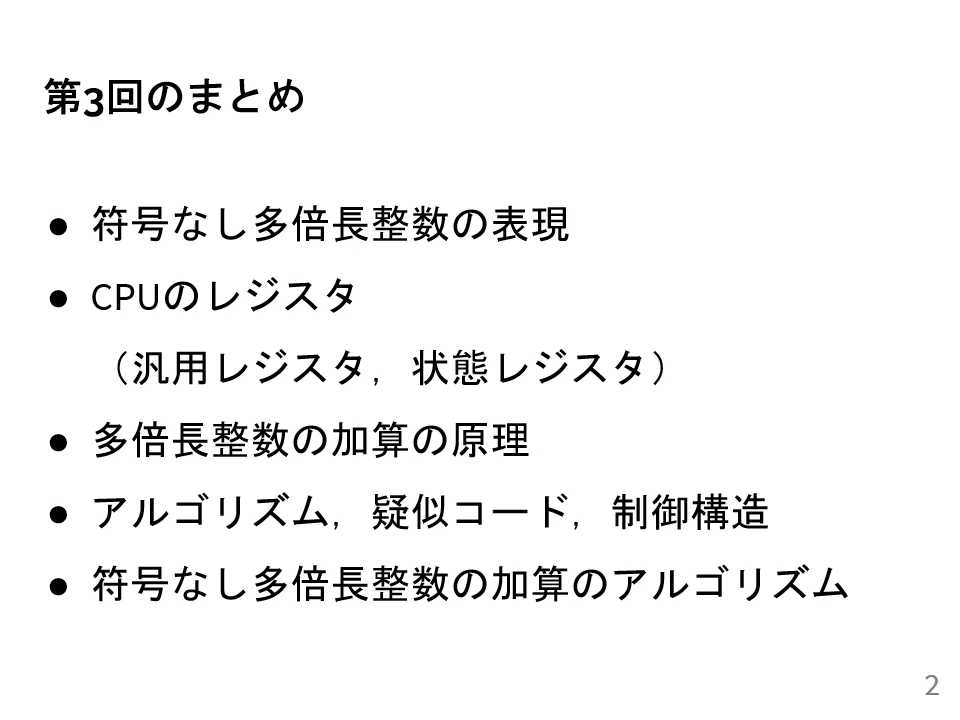 第3回のまとめ
● 符号なし多倍長整数の表現
● CPUのレジスタ
（汎用レジスタ，状態レジスタ）
● 多倍長整数の加算の原理
● アルゴリズム，疑似コード，制御構造
● 符号なし多倍長整数の加算のアルゴリズム
2